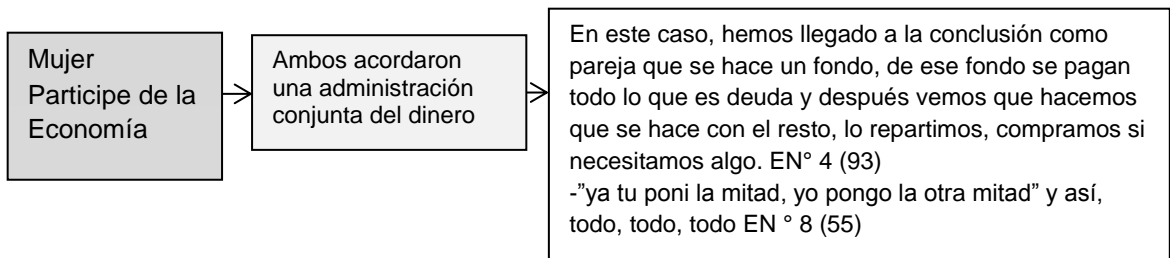 Mujer
Participe de la
Economía
Ambos acordaron
una administración
conjunta del dinero
En este caso, hemos llegado a la conclusión como
pareja que se hace un fondo, de ese fondo se pagan
todo lo que es deuda y después vemos que hacemos
que se hace con el resto, lo repartimos, compramos si
necesitamos algo. EN° 4 (93)
-”ya tu poni la mitad, yo pongo la otra mitad” y así,
todo, todo, todo EN ° 8 (55)